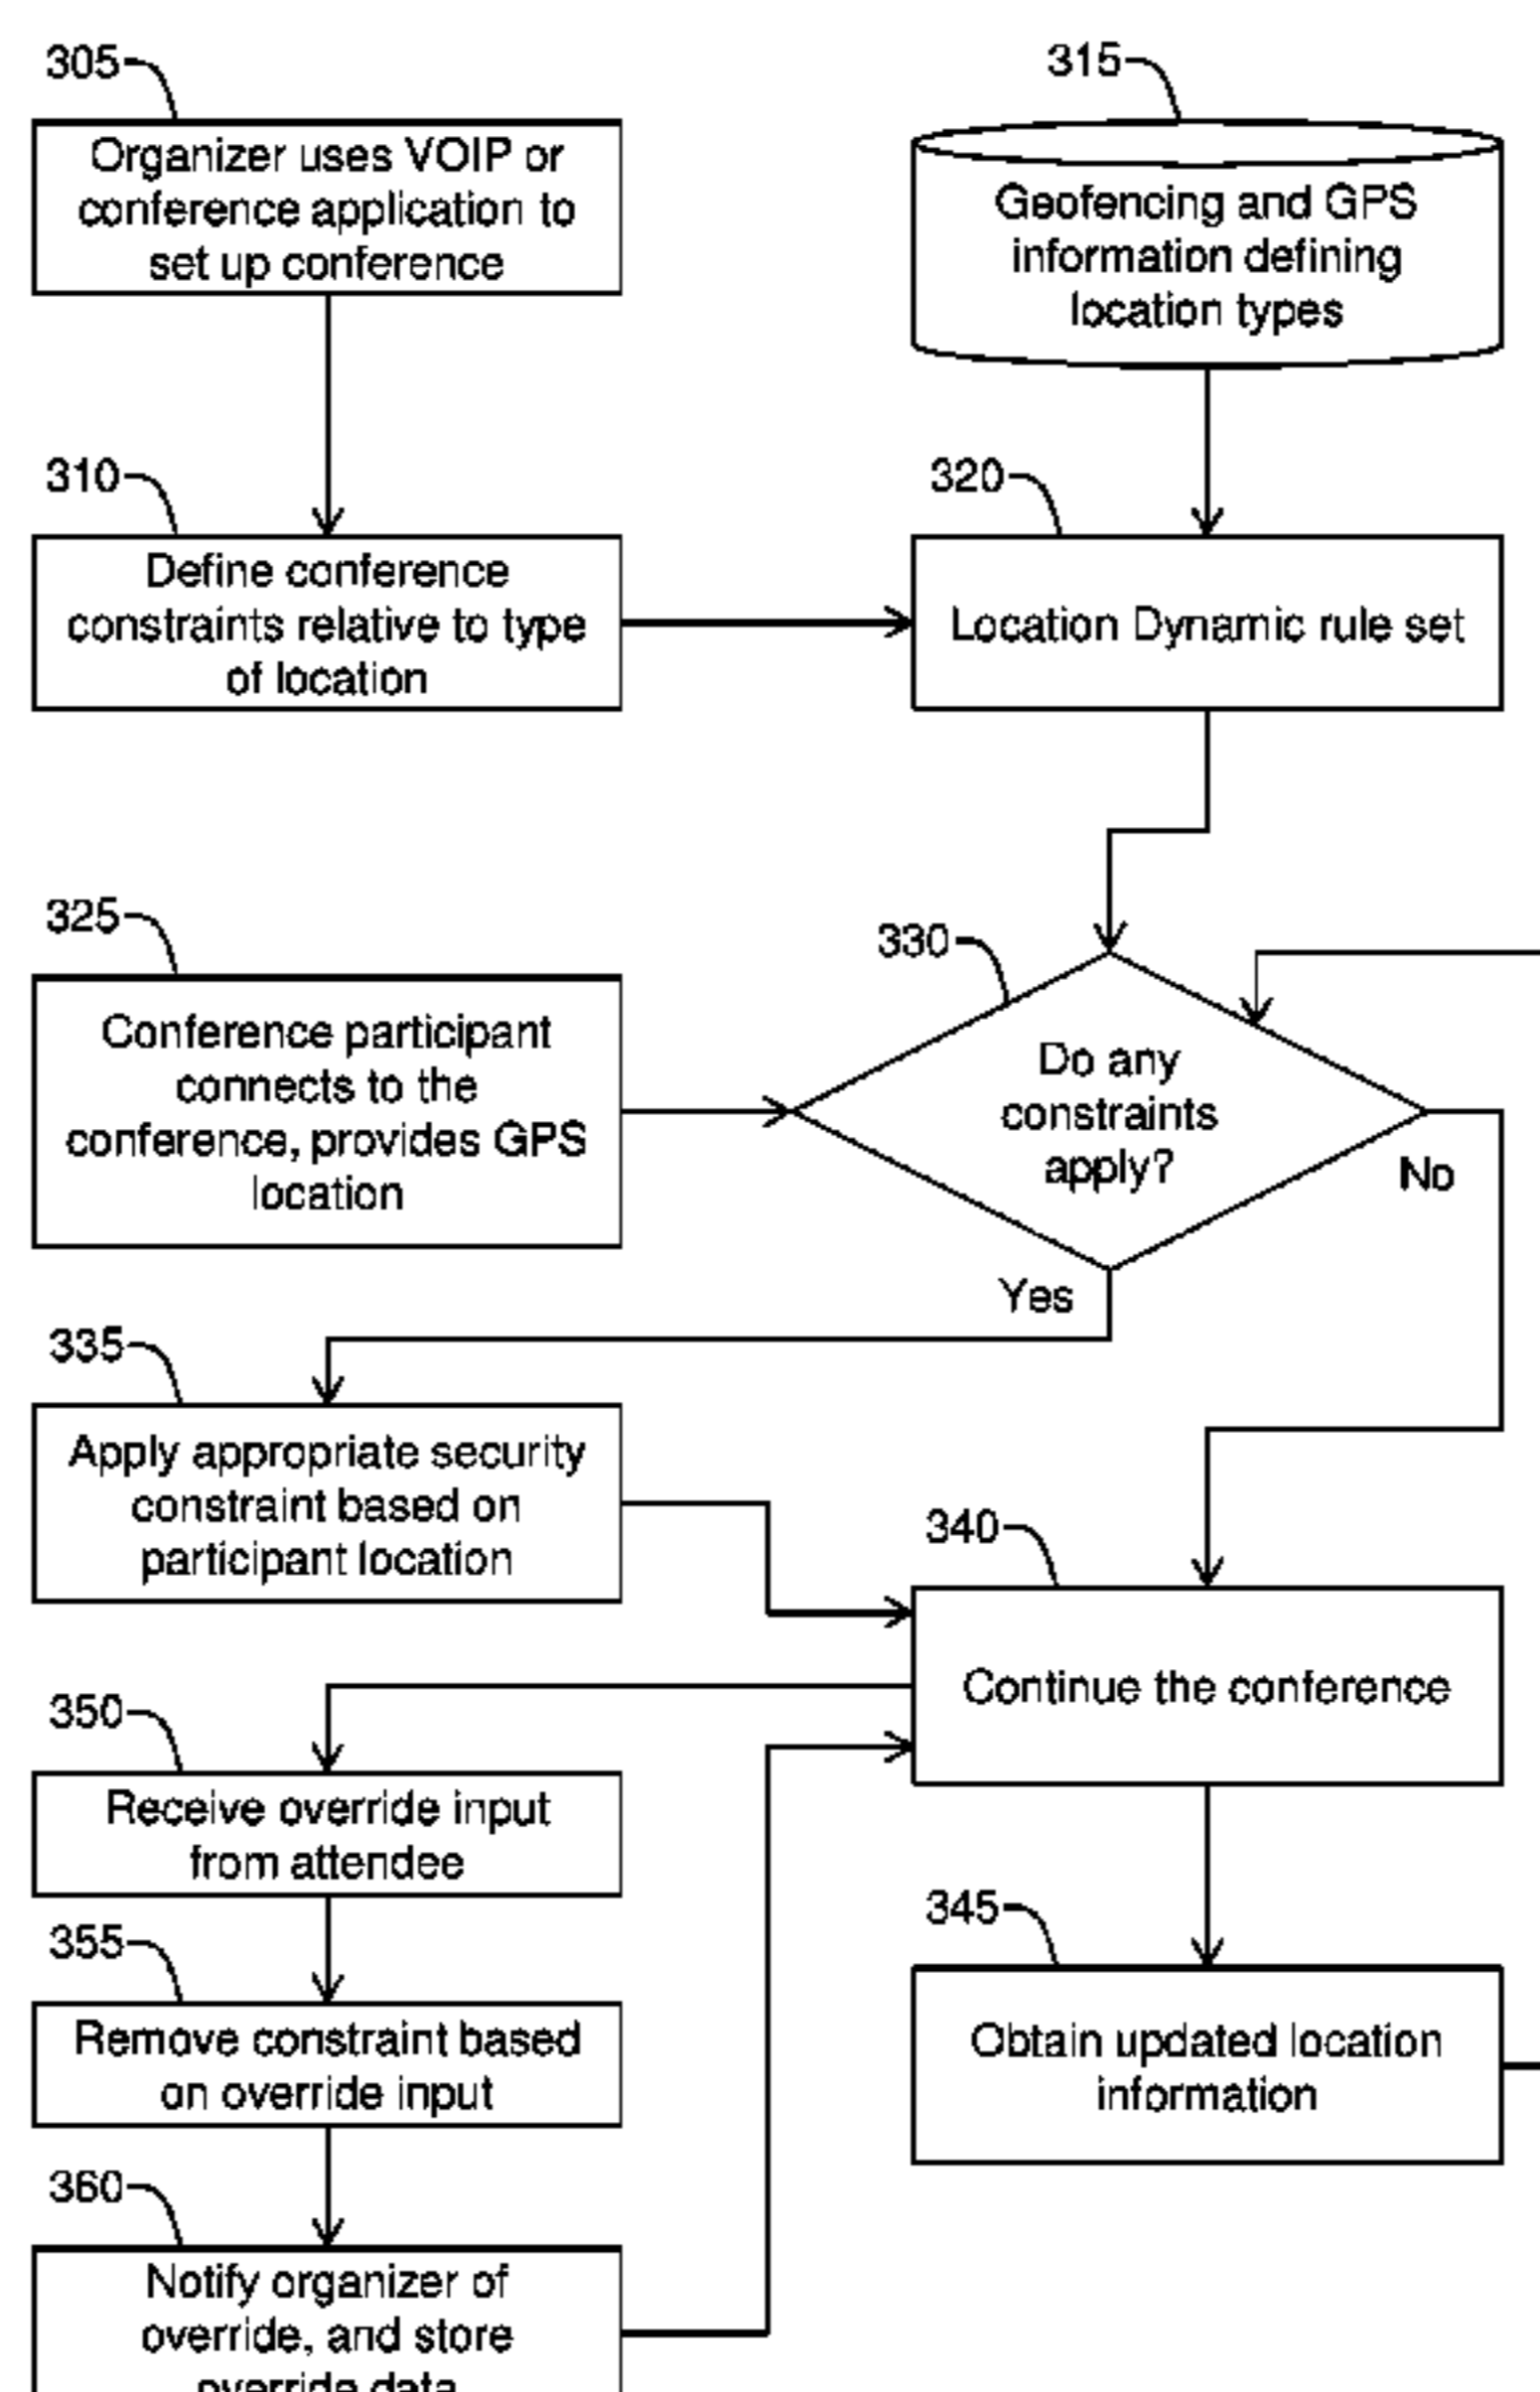 305
Organizer uses VOIP or
conference application to
set up conference
315
Geofencing and GPS
information defining
location types
310
Define conference
constraints relative to type
of location
320
Location Dynamic rule set
325
Conference participant
connects to the
conference, provides GPS
location
330
Do any
constraints
apply?
No
Yes
335
Apply appropriate security
constraint based on
participant location
340
Continue the conference
350
Receive override input
from attendee
345
Obtain updated location
information
355
Remove constraint based
on override input
360
Notify organizer of
override, and store
override data